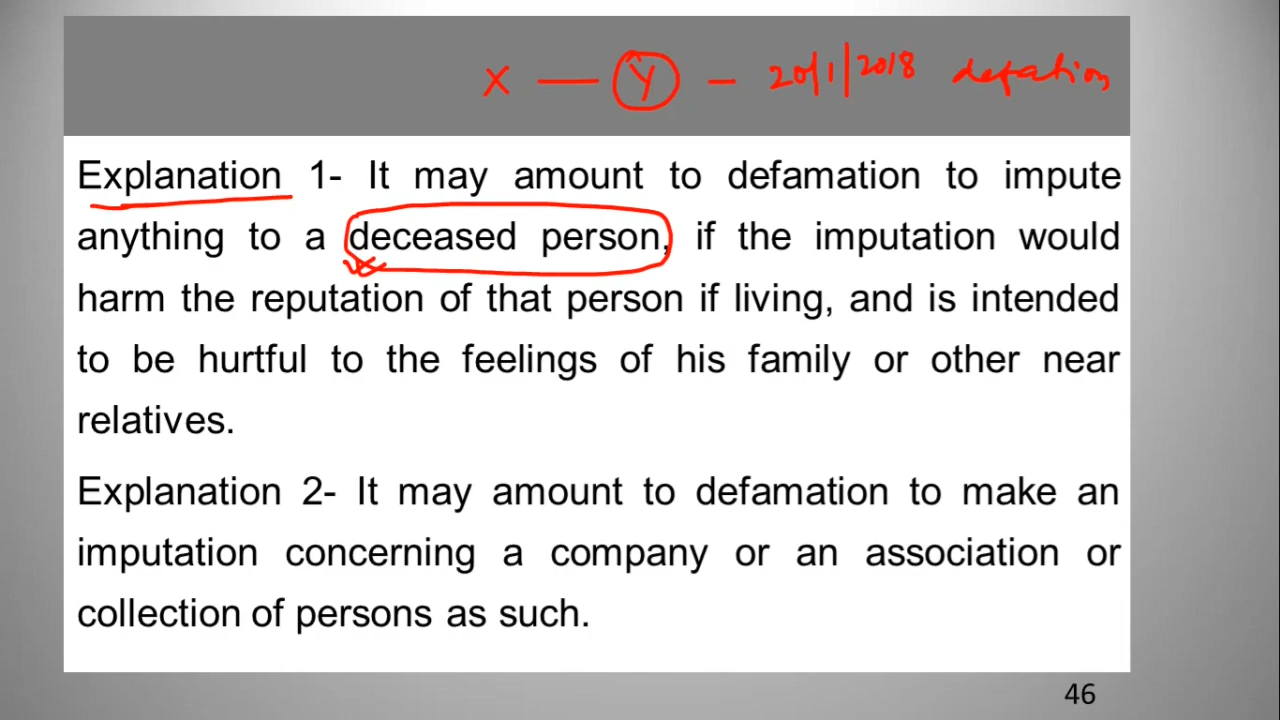 X — Y — 20/1/2018 defation
Explanation 1- It may amount to defamation to impute
anything to a deceased person, if the imputation would
harm the reputation of that person if living, and is intended
to be hurtful to the feelings of his family or other near
relatives.
Explanation 2- It may amount to defamation to make an
imputation concerning a company or an association or
collection of persons as such.
46